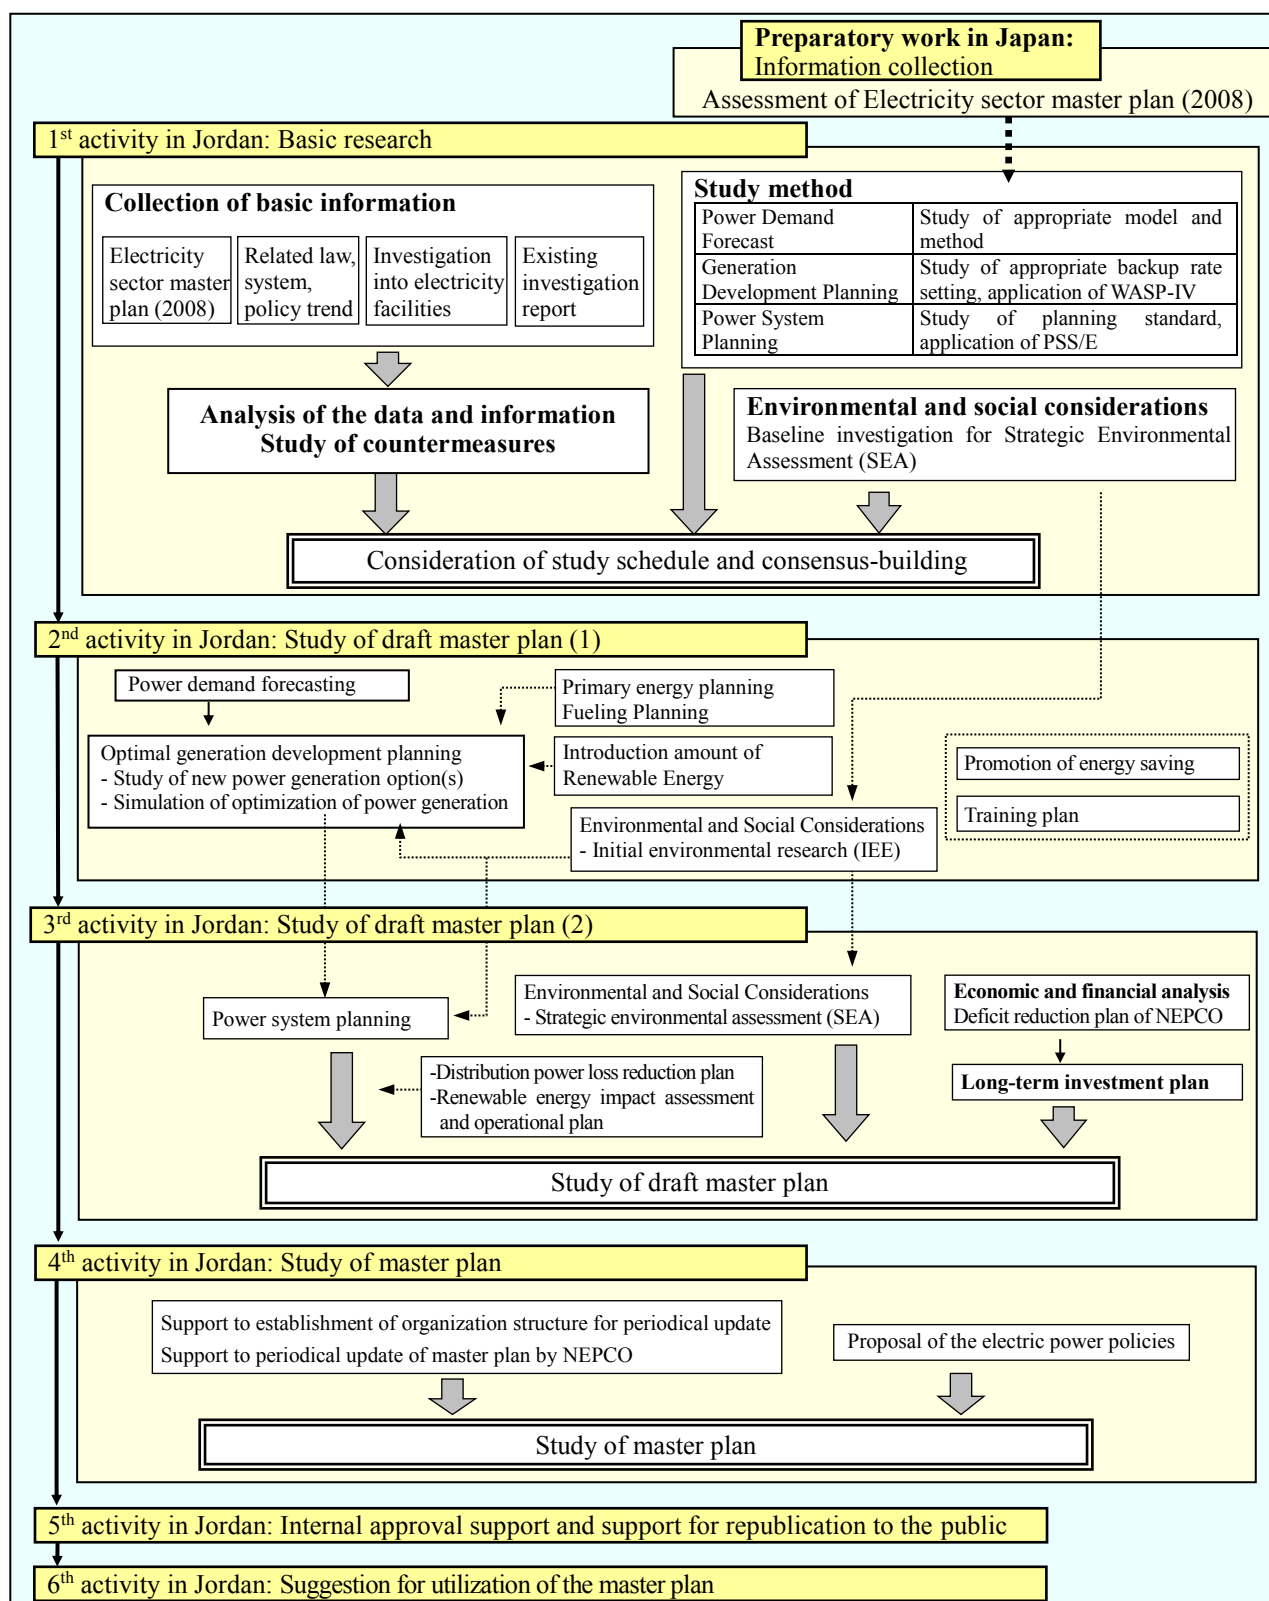 Preparatory work in Japan:
Information collection
Assessment of Electricity sector master plan (2008)
1st activity in Jordan: Basic research
Collection of basic information
Electricity
sector master
plan (2008)
Related law,
system,
policy trend
Investigation
into electricity
facilities
Existing
investigation
report
Analysis of the data and information
Study of countermeasures
Study method
Power Demand
Forecast
Study of appropriate model and
method
Generation
Development Planning
Study of appropriate backup rate
setting, application of WASP-IV
Power System
Planning
Study of planning standard,
application of PSS/E
Environmental and social considerations
Baseline investigation for Strategic Environmental
Assessment (SEA)
Consideration of study schedule and consensus-building
2nd activity in Jordan: Study of draft master plan (1)
Power demand forecasting
Optimal generation development planning
- Study of new power generation option(s)
- Simulation of optimization of power generation
Primary energy planning
Fueling Planning
Introduction amount of
Renewable Energy
Environmental and Social Considerations
- Initial environmental research (IEE)
Promotion of energy saving
Training plan
3rd activity in Jordan: Study of draft master plan (2)
Power system planning
Environmental and Social Considerations
- Strategic environmental assessment (SEA)
Economic and financial analysis
Deficit reduction plan of NEPCO
-Distribution power loss reduction plan
-Renewable energy impact assessment
and operational plan
Long-term investment plan
Study of draft master plan
4th activity in Jordan: Study of master plan
Support to establishment of organization structure for periodical update
Support to periodical update of master plan by NEPCO
Proposal of the electric power policies
Study of master plan
5th activity in Jordan: Internal approval support and support for republication to the public
6th activity in Jordan: Suggestion for utilization of the master plan